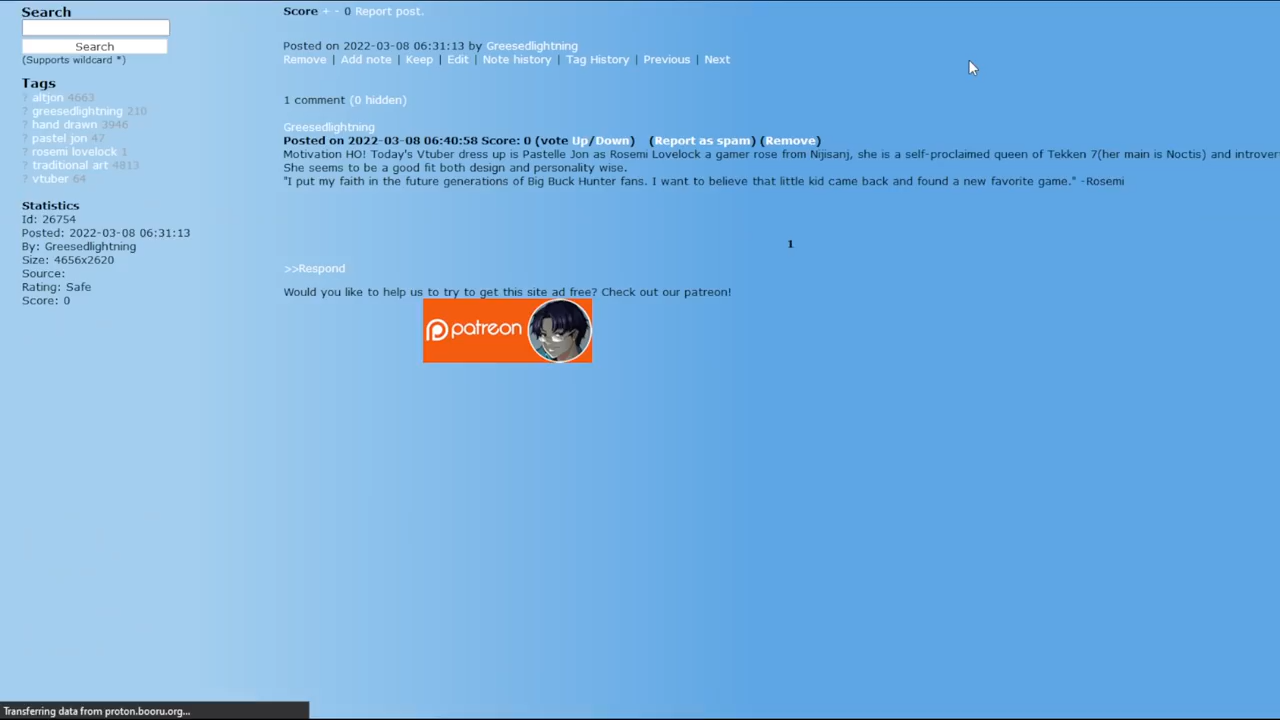 Search
Search
(Supports wildcard *)
Tags
? altjon 4663
? greesedlightning 210
? hand drawn 3946
? pastel jon 47
? rosemi lovelock 1
? traditional art 4813
? vtuber 64
Statistics
Id: 26754
Posted: 2022-03-08 06:31:13
By: Greesedlightning
Size: 4656x2620
Source:
Rating: Safe
Score: 0
Score + - 0 Report post.
Posted on 2022-03-08 06:31:13 by Greesedlightning
Remove | Add note | Keep | Edit | Note history | Tag History | Previous | Next
1 comment (0 hidden)
Greesedlightning
Posted on 2022-03-08 06:40:58 Score: 0 (vote Up/Down) (Report as spam) (Remove)
Motivation HO! Today's Vtuber dress up is Pastelle Jon as Rosemi Lovelock a gamer rose from Nijisanj, she is a self-proclaimed queen of Tekken 7(her main is Noctis) and introver
She seems to be a good fit both design and personality wise.
"I put my faith in the future generations of Big Buck Hunter fans. I want to believe that little kid came back and found a new favorite game." -Rosemi
1
>>Respond
Would you like to help us to try to get this site ad free? Check out our patreon!
patreon
Transferring data from proton.booru.org...